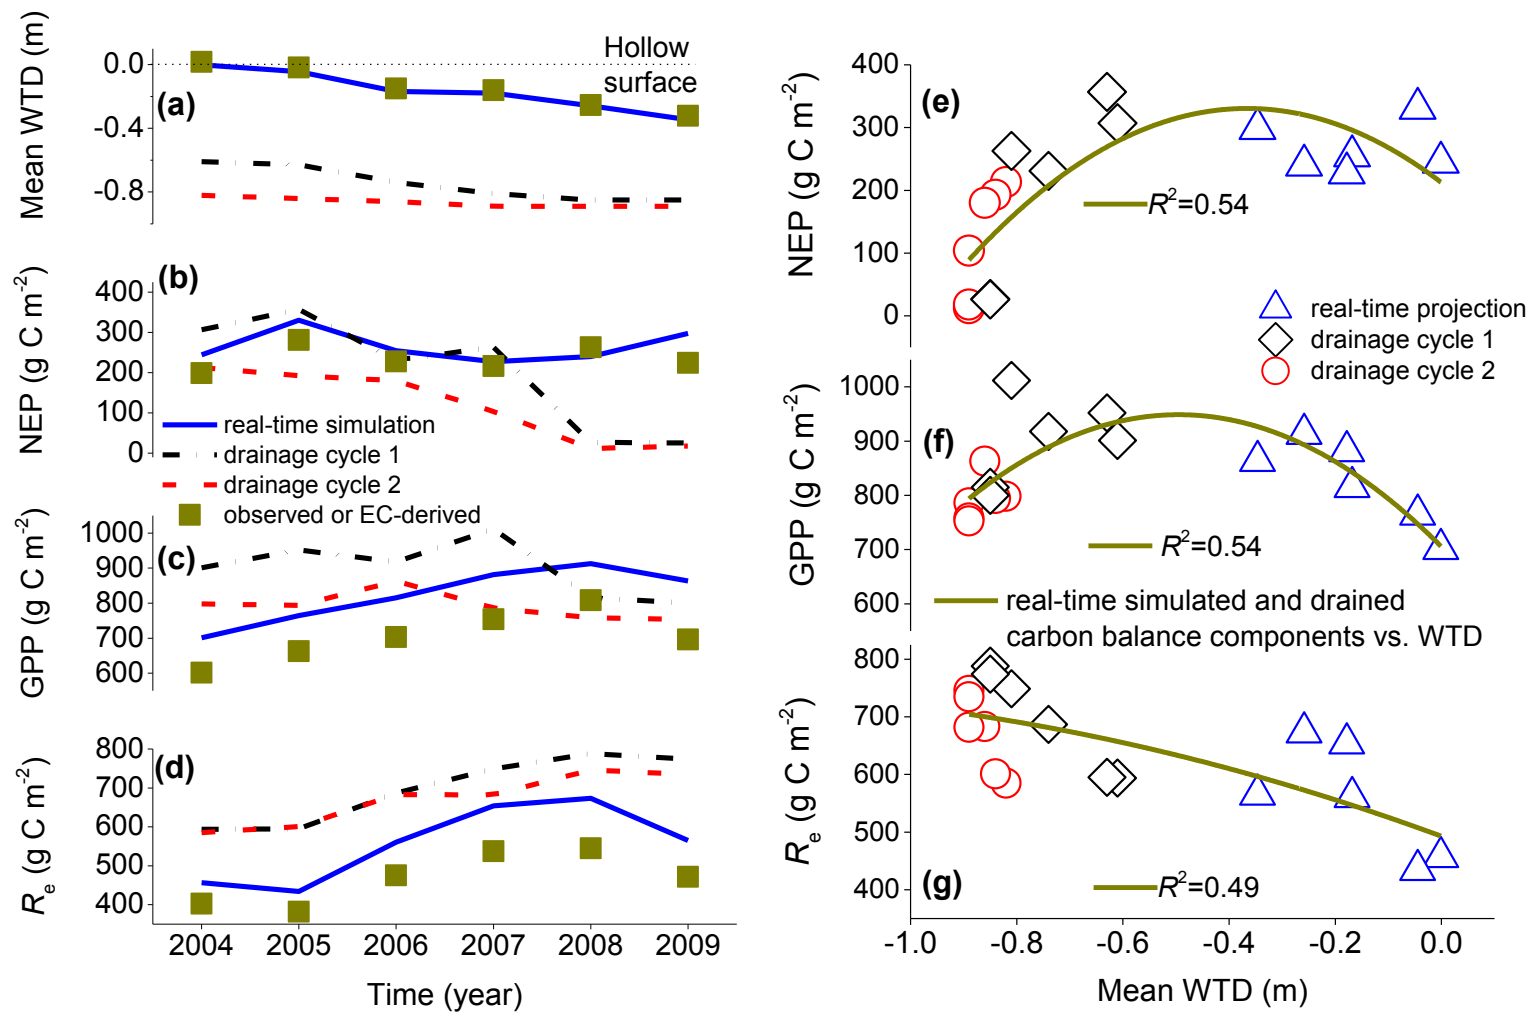 Mean WTD (m)
0.0
-0.4
-0.8
(a)
Hollow
surface
NEP (g C m-2)
400
300
200
100
0
(b)
real-time simulation
drainage cycle 1
drainage cycle 2
observed or EC-derived
GPP (g C m-2)
1000
900
800
700
600
(c)
Re (g C m-2)
800
700
600
500
400
(d)
2004 2005 2006 2007 2008 2009
Time (year)
NEP (g C m-2)
400
300
200
100
0
(e)
R2=0.54
real-time projection
drainage cycle 1
drainage cycle 2
GPP (g C m-2)
1000
900
800
700
600
(f)
R2=0.54
real-time simulated and drained
carbon balance components vs. WTD
Re (g C m-2)
800
700
600
500
400
(g)
R2=0.49
-1.0 -0.8 -0.6 -0.4 -0.2 0.0
Mean WTD (m)